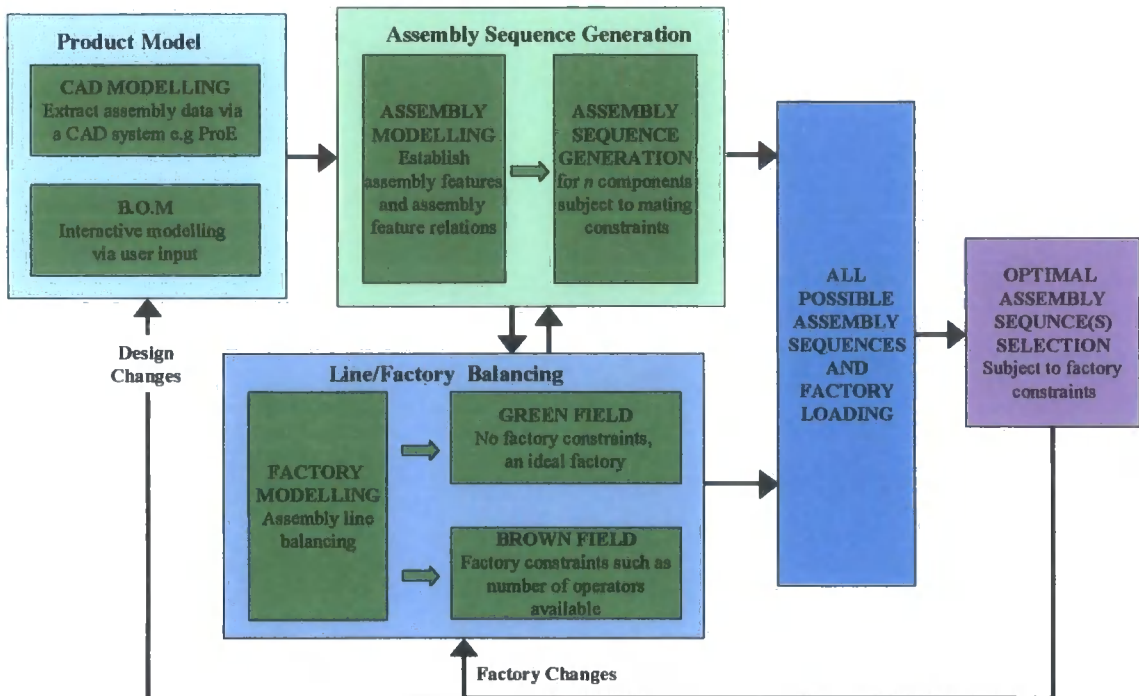 Product Model
CAD MODELLING
Extract assembly data via
a CAD system e.g ProE
B.O.M
Interactive modelling
via user input
Assembly Sequence Generation
ASSEMBLY
MODELLING
Establish
assembly features
and assembly
feature relations
ASSEMBLY
SEQUENCE
GENERATION
for n components
subject to mating
constraints
Design
Changes
Line/Factory Balancing
FACTORY
MODELLING
Assembly line
balancing
GREEN FIELD
No factory constraints,
an ideal factory
BROWN FIELD
Factory constraints such as
number of operators
available
ALL
POSSIBLE
ASSEMBLY
SEQUENCES
AND
FACTORY
LOADING
OPTIMAL
ASSEMBLY
SEQUNCE(S)
SELECTION
Subject to factory
constraints
Factory Changes